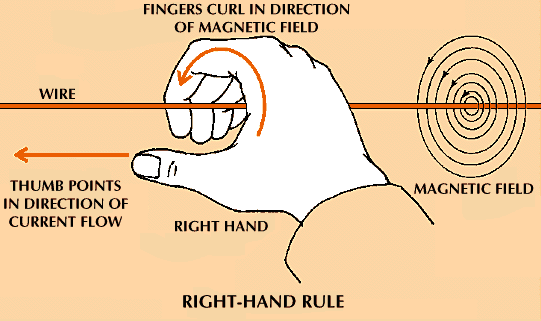 FINGERS CURL IN DIRECTION
OF MAGNETIC FIELD
WIRE
THUMB POINTS
IN DIRECTION OF
CURRENT FLOW
RIGHT HAND
MAGNETIC FIELD
RIGHT-HAND RULE